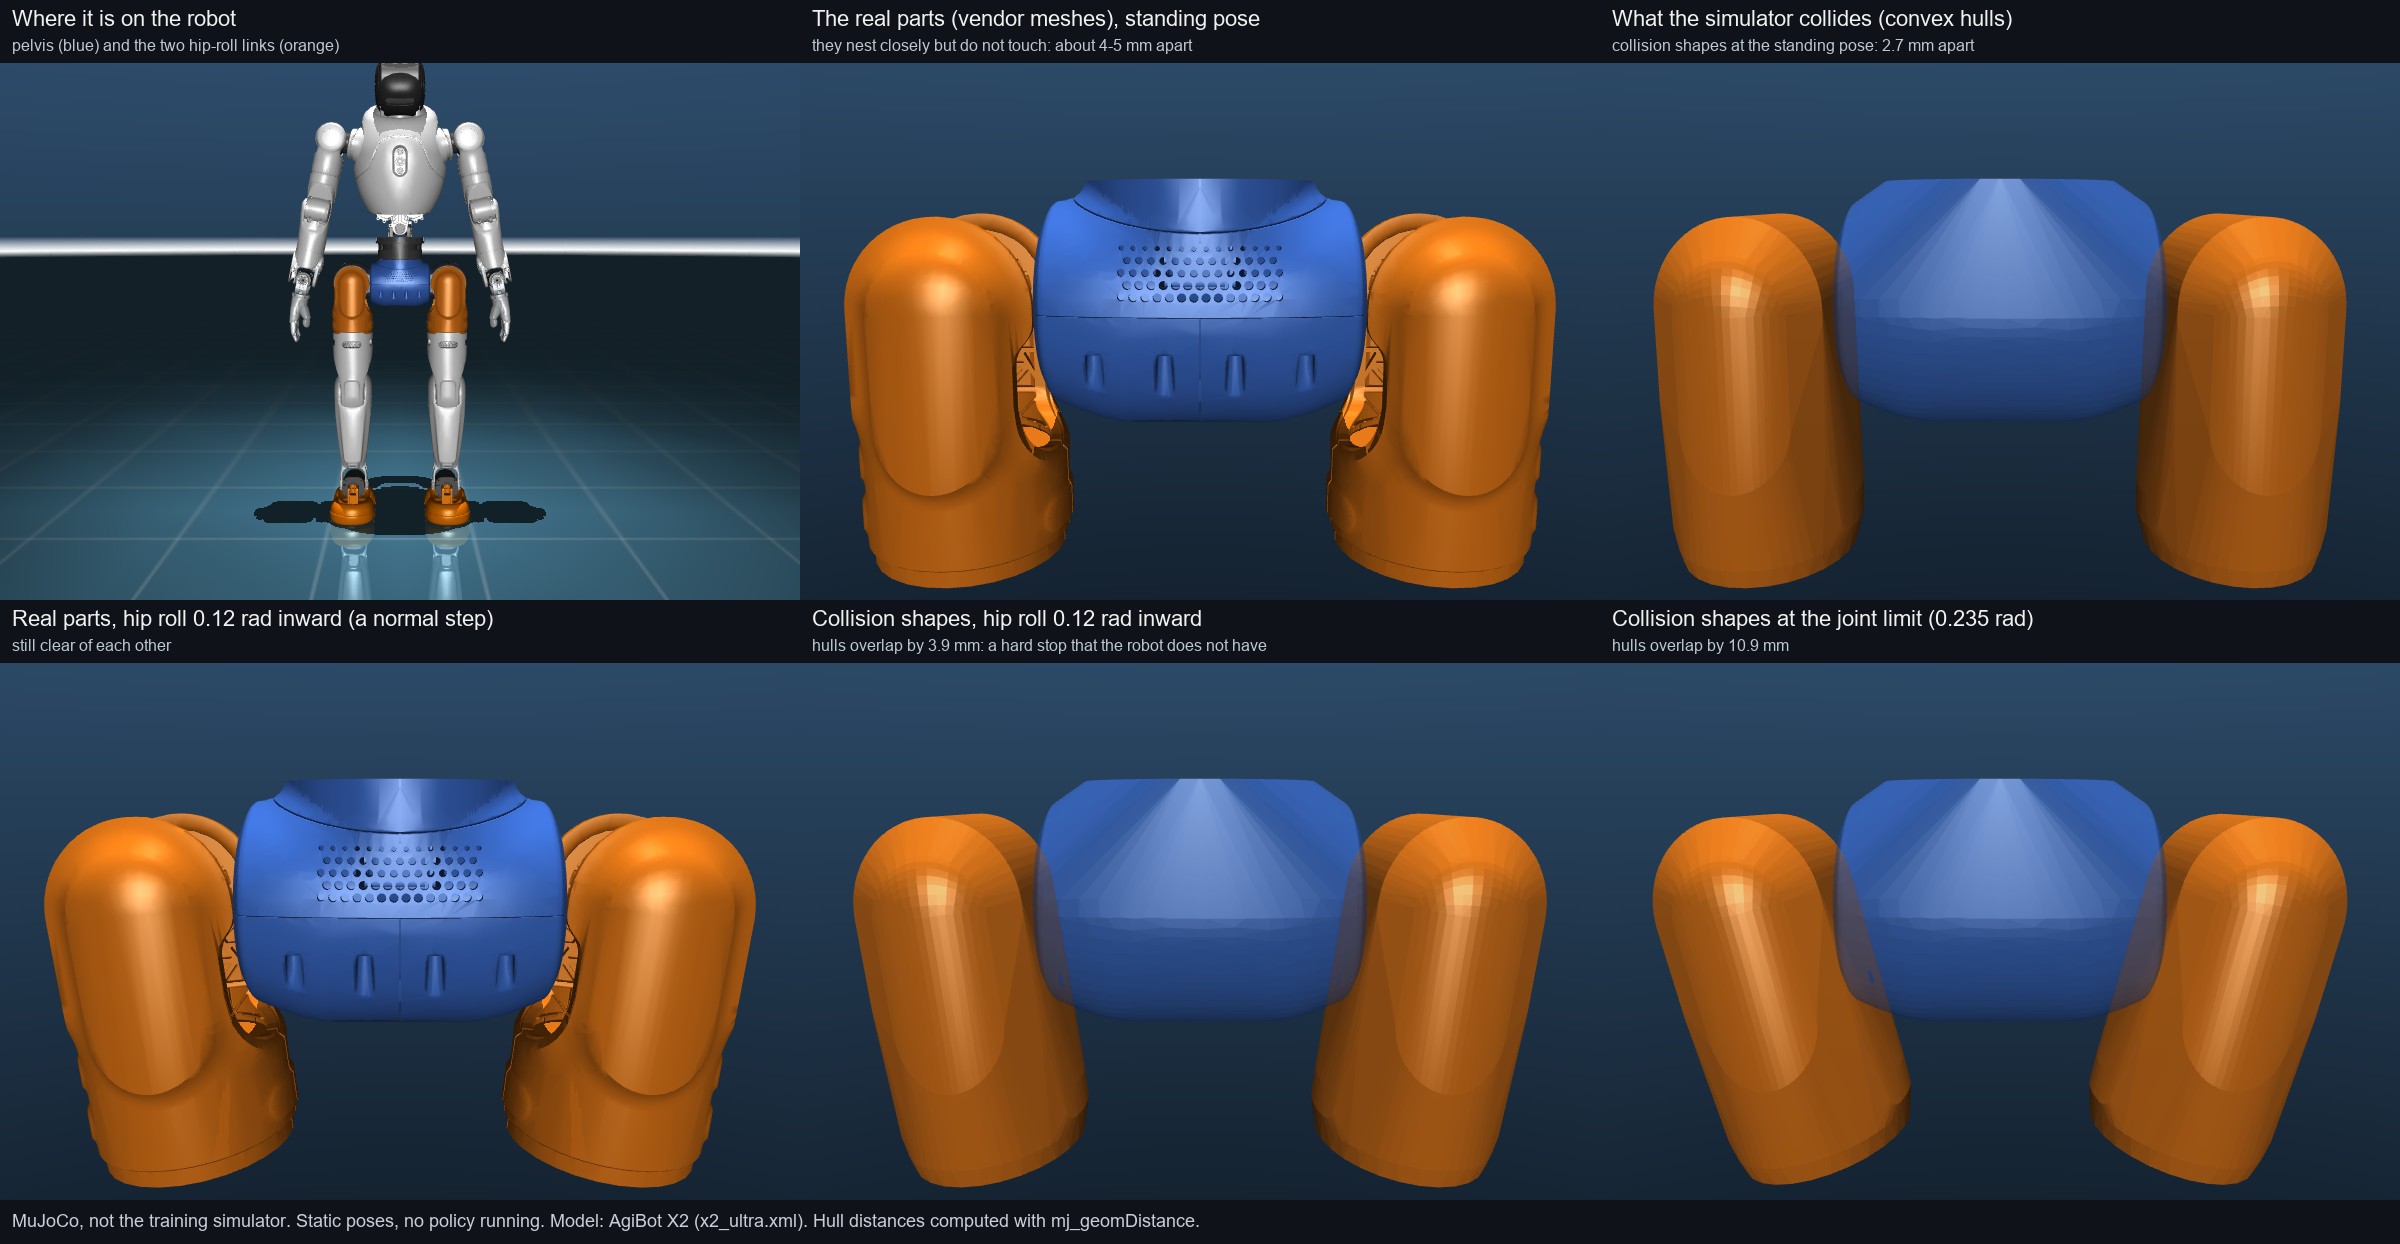 Where it is on the robot
pelvis (blue) and the two hip-roll links (orange)
The real parts (vendor meshes), standing pose
they nest closely but do not touch: about 4-5 mm apart
What the simulator collides (convex hulls)
collision shapes at the standing pose: 2.7 mm apart
Real parts, hip roll 0.12 rad inward (a normal step)
still clear of each other
Collision shapes, hip roll 0.12 rad inward
hulls overlap by 3.9 mm: a hard stop that the robot does not have
Collision shapes at the joint limit (0.235 rad)
hulls overlap by 10.9 mm
MuJoCo, not the training simulator. Static poses, no policy running. Model: AgiBot X2 (x2_ultra.xml). Hull distances computed with mj_geomDistance.